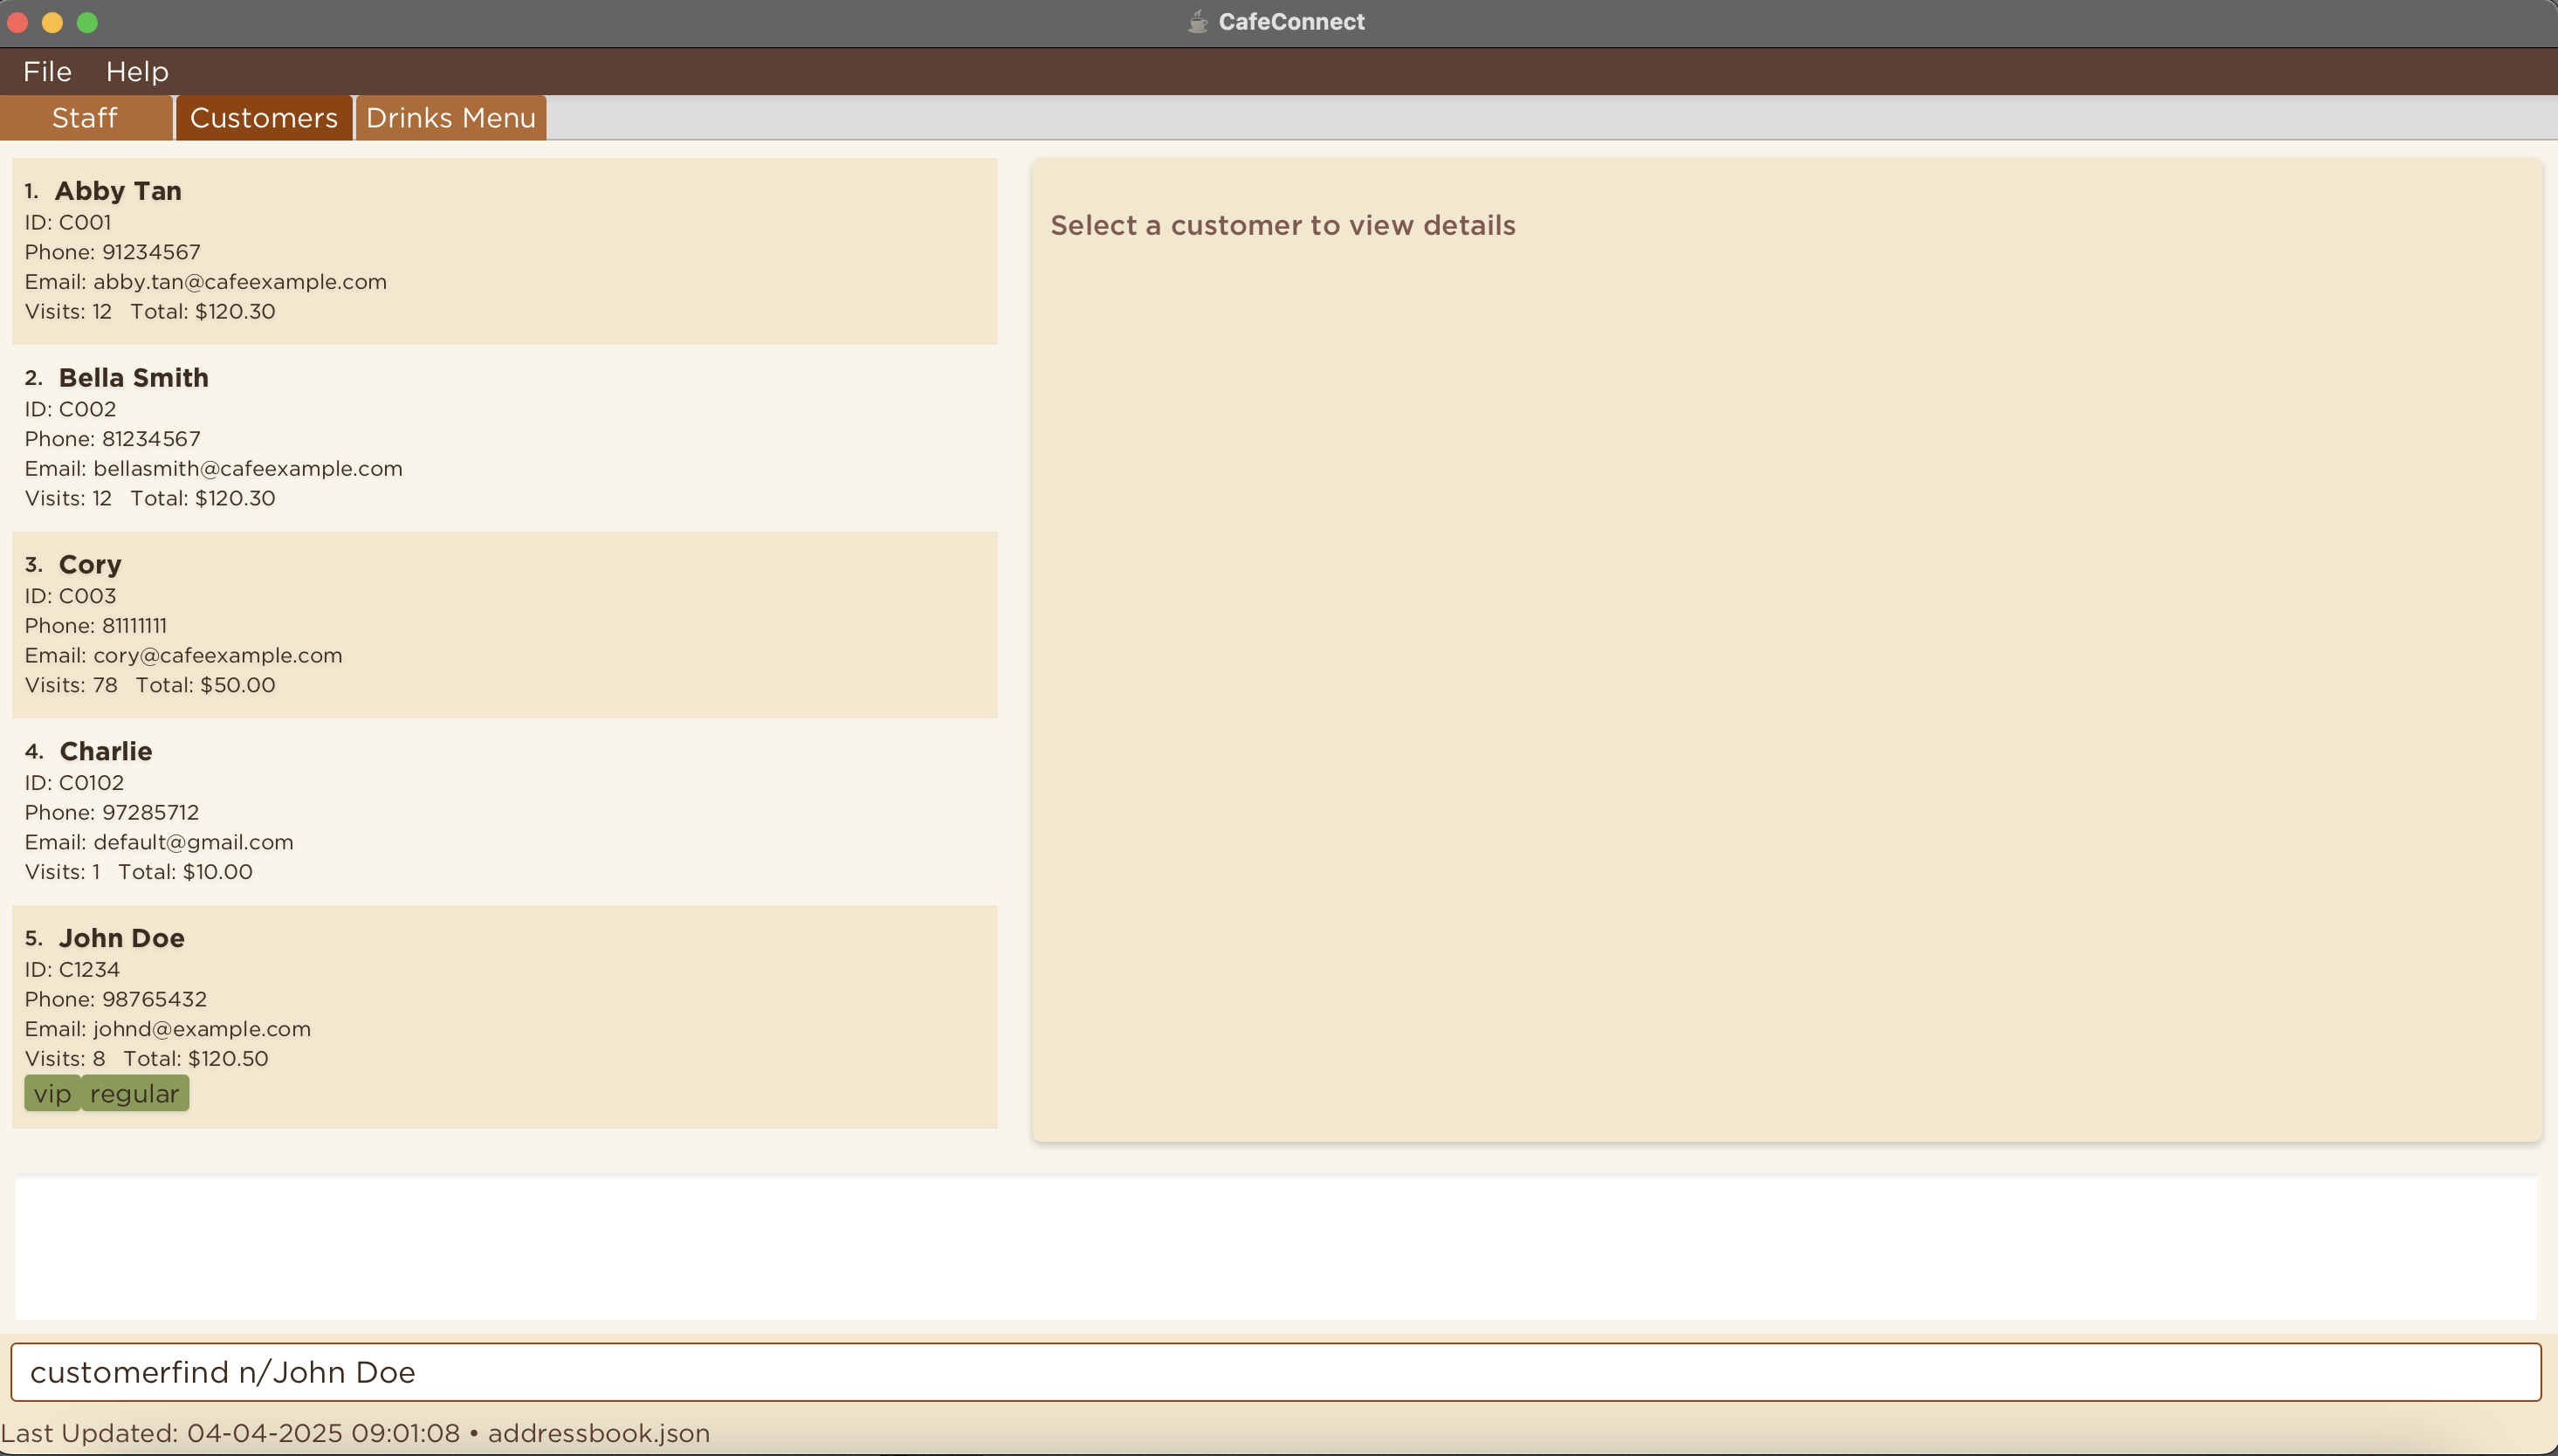 CafeConnect
File Help
Staff Customers Drinks Menu
1. Abby Tan
ID: C001
Phone: 91234567
Email: abby.tan@cafeexample.com
Visits: 12 Total: $120.30
2. Bella Smith
ID: C002
Phone: 81234567
Email: bellasmith@cafeexample.com
Visits: 12 Total: $120.30
3. Cory
ID: C003
Phone: 81111111
Email: cory@cafeexample.com
Visits: 78 Total: $50.00
4. Charlie
ID: C0102
Phone: 97285712
Email: default@gmail.com
Visits: 1 Total: $10.00
5. John Doe
ID: C1234
Phone: 98765432
Email: johnd@example.com
Visits: 8 Total: $120.50
vip regular
Select a customer to view details
customerfind n/John Doe
Last Updated: 04-04-2025 09:01:08 • addressbook.json